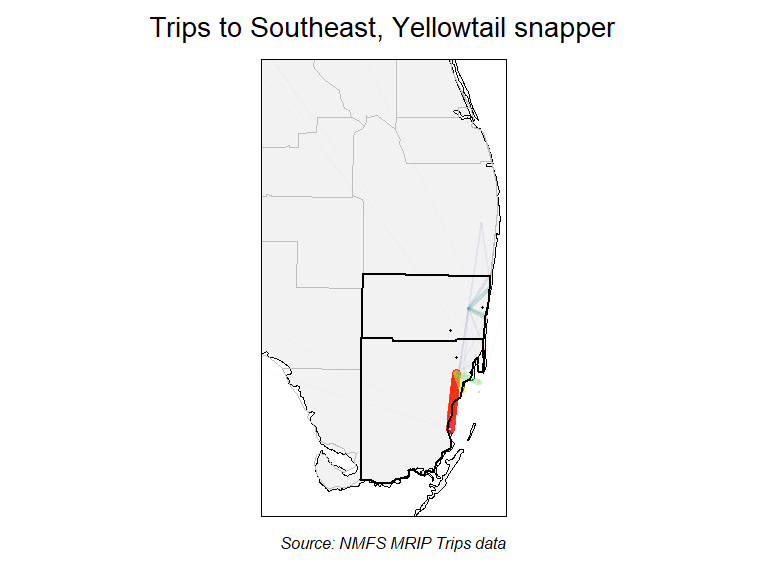 Trips to Southeast, Yellowtail snapper
Source: NMFS MRIP Trips data